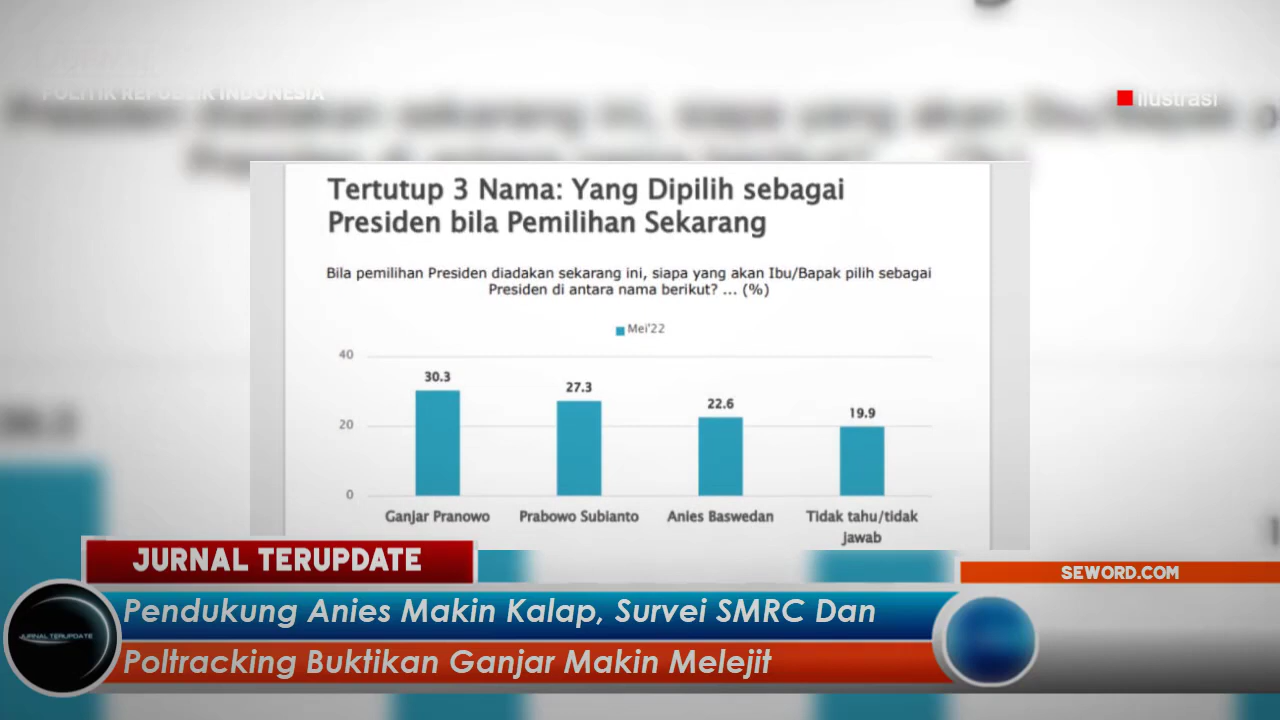 POLITIK REPUBLIK INDONESIA
ilustrasi
Tertutup 3 Nama: Yang Dipilih sebagai
Presiden bila Pemilihan Sekarang
Bila pemilihan Presiden diadakan sekarang ini, siapa yang akan Ibu/Bapak pilih sebagai
Presiden di antara nama berikut? ... (%)
Mei'22
40
30.3
27.3
22.6
19.9
20
0
Ganjar Pranowo
Prabowo Subianto
Anies Baswedan
Tidak tahu/tidak
jawab
JURNAL TERUPDATE
SEWORD.COM
JURNAL TERUPDATE
Pendukung Anies Makin Kalap, Survei SMRC Dan
Poltracking Buktikan Ganjar Makin Melejit